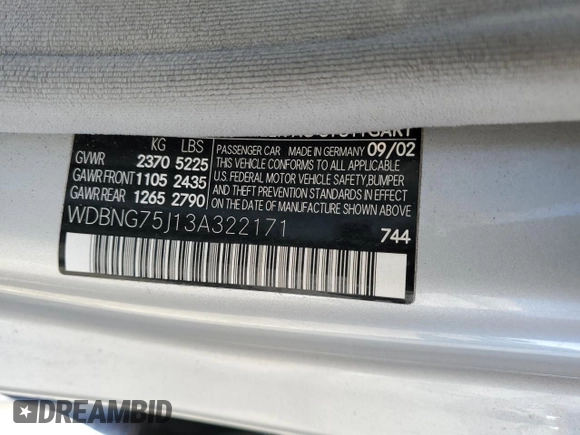 KG LBS
GVWR 2370 5225
GAWR FRONT 1105 2435
GAWR REAR 1265 2790
PASSENGER CAR MADE IN GERMANY 09/02
THIS VEHICLE CONFORMS TO ALL APPLICABLE
U.S. FEDERAL MOTOR VEHICLE SAFETY, BUMPER
AND THEFT PREVENTION STANDARDS IN
EFFECT ON THE DATE OF
MANUFACTURE SHOWN ABOVE
WDBNG75J13A322171
744
DREAMBID